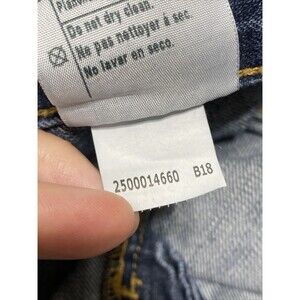 Do not dry clean.
Ne pas nettoyer à sec.
No lavar en seco.
2500014660 B18